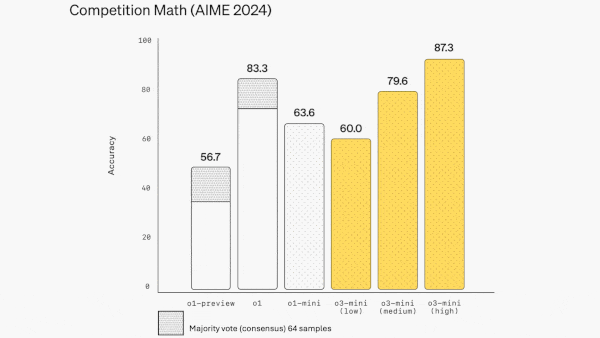 Competition Math (AIME 2024)
100
80
60
40
20
0
Accuracy
56.7
83.3
63.6
60.0
79.6
87.3
o1-preview
o1
o1-mini
o3-mini
(low)
o3-mini
(medium)
o3-mini
(high)
Majority vote (consensus) 64 samples